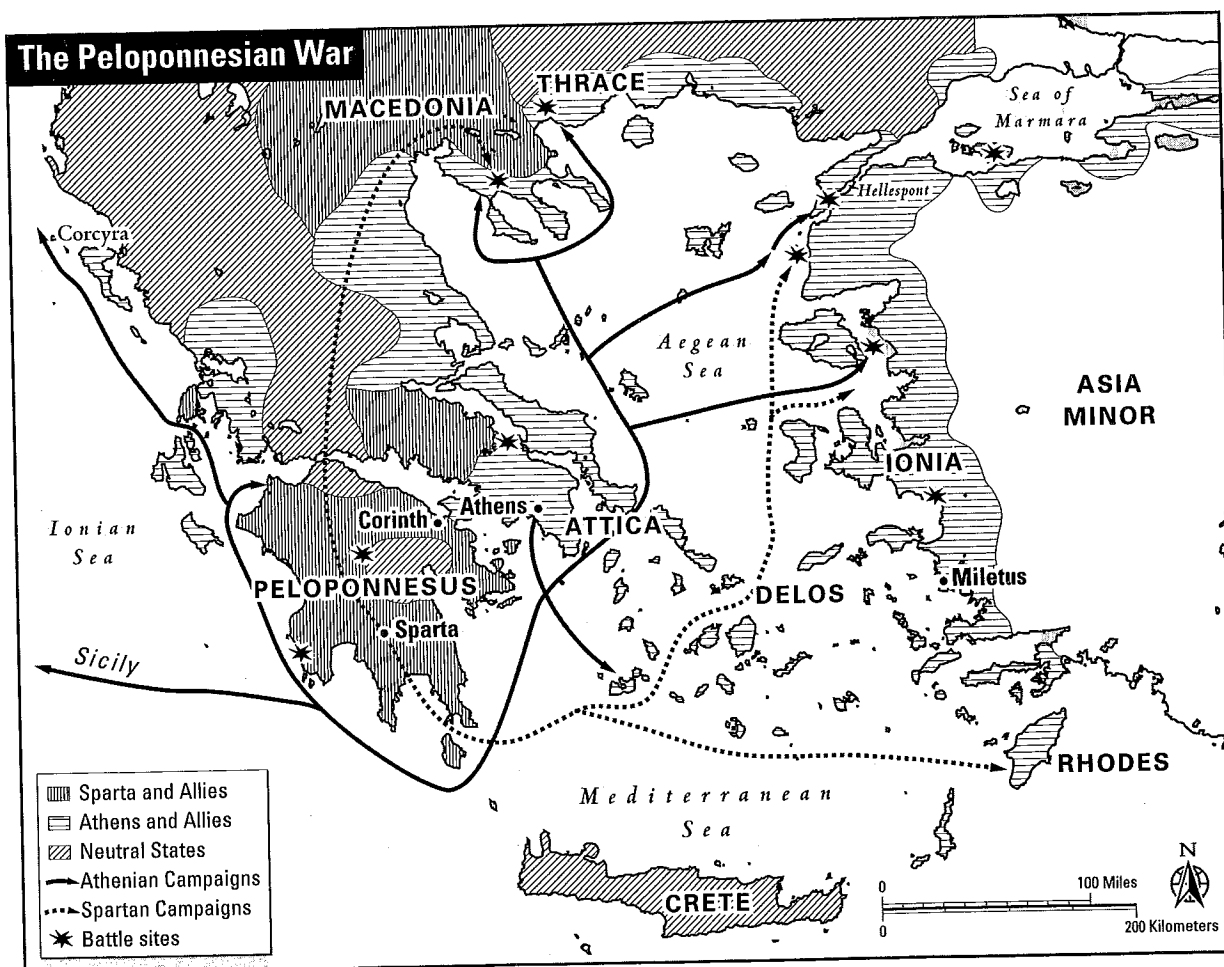 The Peloponnesian War
THRACE
MACEDONIA
Sea of
Marmara
Hellespont
Corcyra
Aegean
Sea
ASIA
MINOR
IONIA
Ionian
Sea
Corinth
Athens
ATTICA
PELOPONNESUS
DELOS
Miletus
Sparta
Sicily
RHODES
Mediterranean
Sea
CRETE
Sparta and Allies
Athens and Allies
Neutral States
Athenian Campaigns
Spartan Campaigns
Battle sites
N
0
100 Miles
0
200 Kilometers